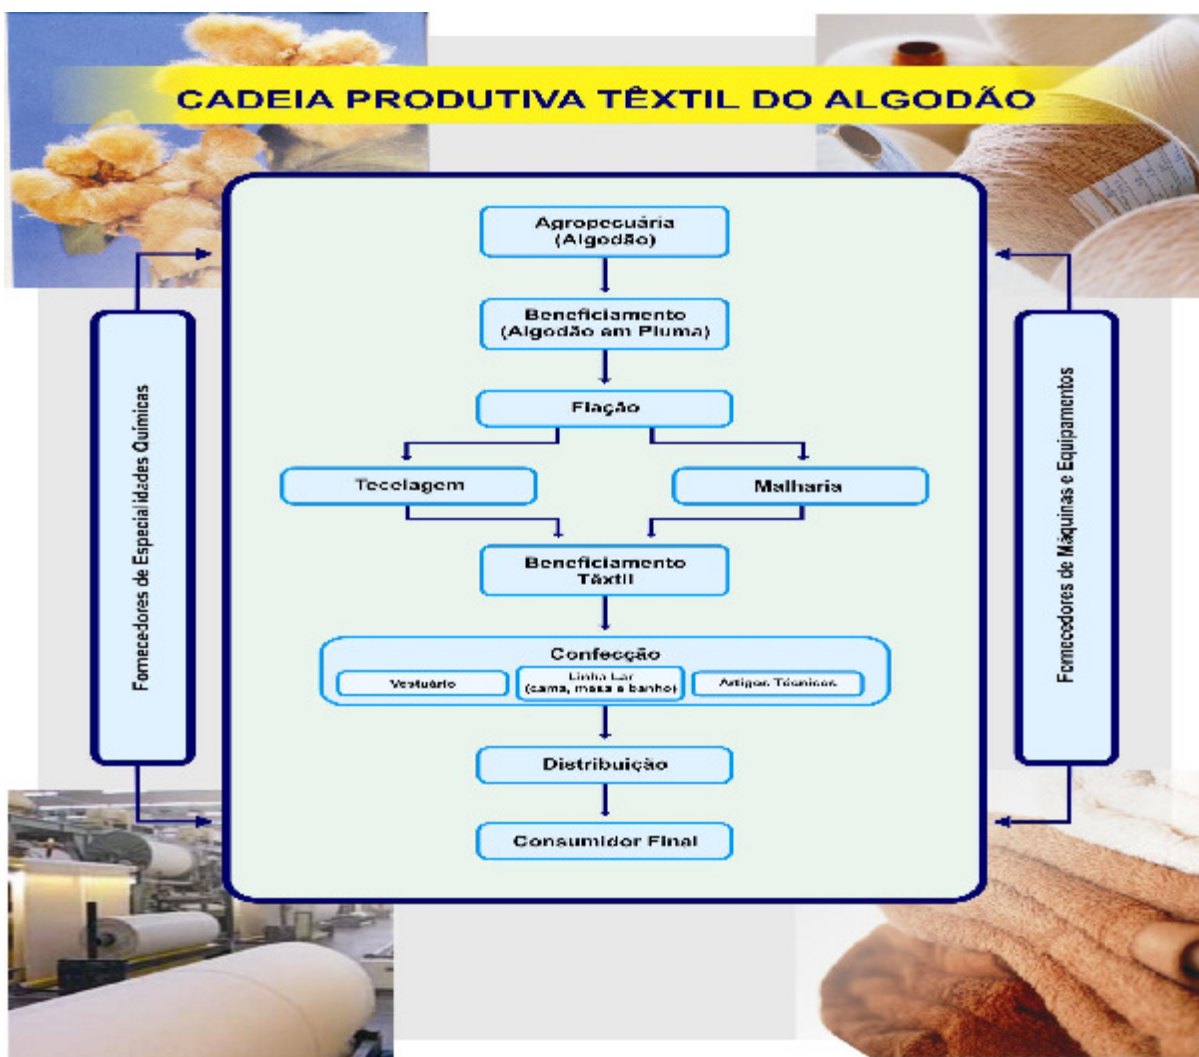 CADEIA PRODUTIVA TÊXTIL DO ALGODÃO
Agropecuária
(Algodão)
Beneficiamento
(Algodão em Pluma)
Fiação
Tecelagem
Malharia
Beneficiamento
Têxtil
Confecção
Vestuário
Linha Lar
(cama, mesa e banho)
Artigos Técnicos
Distribuição
Consumidor Final
Fornecedores de Especialidades Químicas
Fornecedores de Máquinas e Equipamentos